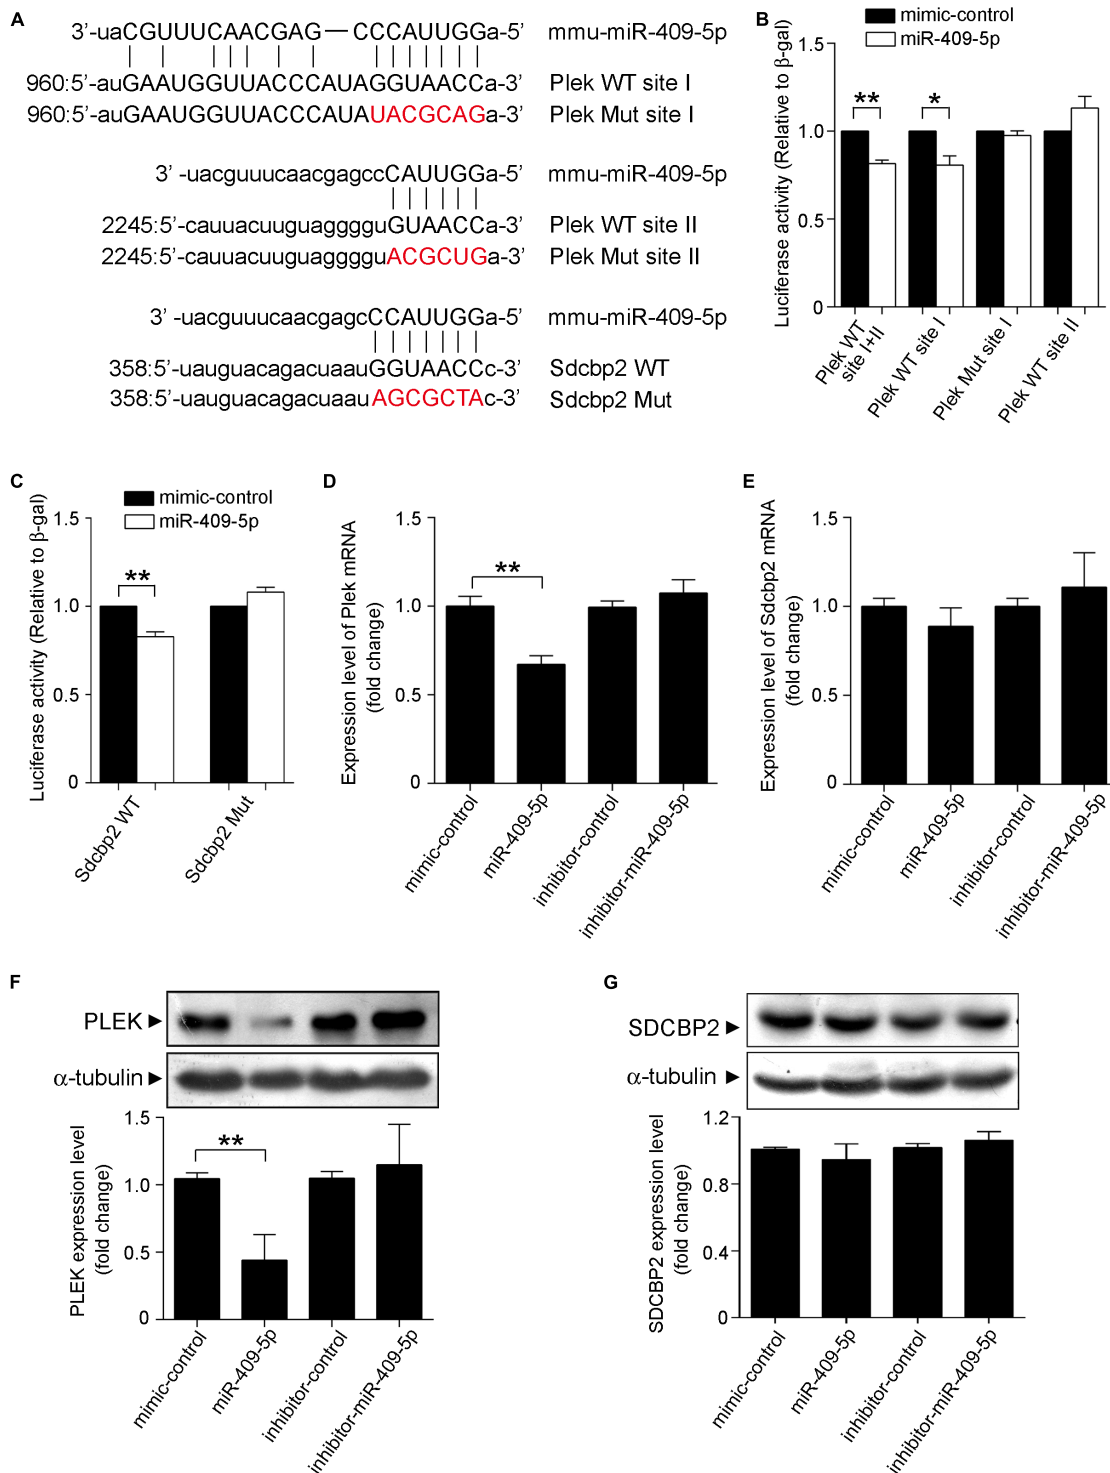 A
3'-uaCGUUUCAACGAG — CCCAUUGGa-5' mmu-miR-409-5p
960:5'-auGAAUGGUUACCCAUAGGUAACCa-3' Plek WT site I
960:5'-auGAAUGGUUACCCAUAUACGCAGa-3' Plek Mut site I
3' -uacguuucaacgagccCAUUGGa-5' mmu-miR-409-5p
2245:5'-cauuacuuguagggguGUAACCa-3' Plek WT site II
2245:5'-cauuacuuguagggguACGCUGa-3' Plek Mut site II
3' -uacguuucaacgagcCCAUUGGa-5' mmu-miR-409-5p
358:5'-uauguacagacuaauGGUAACCc-3' Sdcbp2 WT
358:5'-uauguacagacuaauAGCGCTAc-3' Sdcbp2 Mut
B
mimic-control
miR-409-5p
Luciferase activity (Relative to β-gal)
1.5
1.0
0.5
0
** *
Plek WT site I+II
Plek WT site I
Plek Mut site I
Plek WT site II
C
mimic-control
miR-409-5p
Luciferase activity (Relative to β-gal)
1.5
1.0
0.5
0
**
Sdcbp2 WT
Sdcbp2 Mut
D
Expression level of Plek mRNA
(fold change)
1.5
1.0
0.5
0
**
mimic-control
miR-409-5p
inhibitor-control
inhibitor-miR-409-5p
E
Expression level of Sdcbp2 mRNA
(fold change)
1.5
1.0
0.5
0
mimic-control
miR-409-5p
inhibitor-control
inhibitor-miR-409-5p
F
PLEK
α-tubulin
PLEK expression level
(fold change)
1.5
1.0
0.5
0
**
mimic-control
miR-409-5p
inhibitor-control
inhibitor-miR-409-5p
G
SDCBP2
α-tubulin
SDCBP2 expression level
(fold change)
1.2
0.8
0.4
0
mimic-control
miR-409-5p
inhibitor-control
inhibitor-miR-409-5p